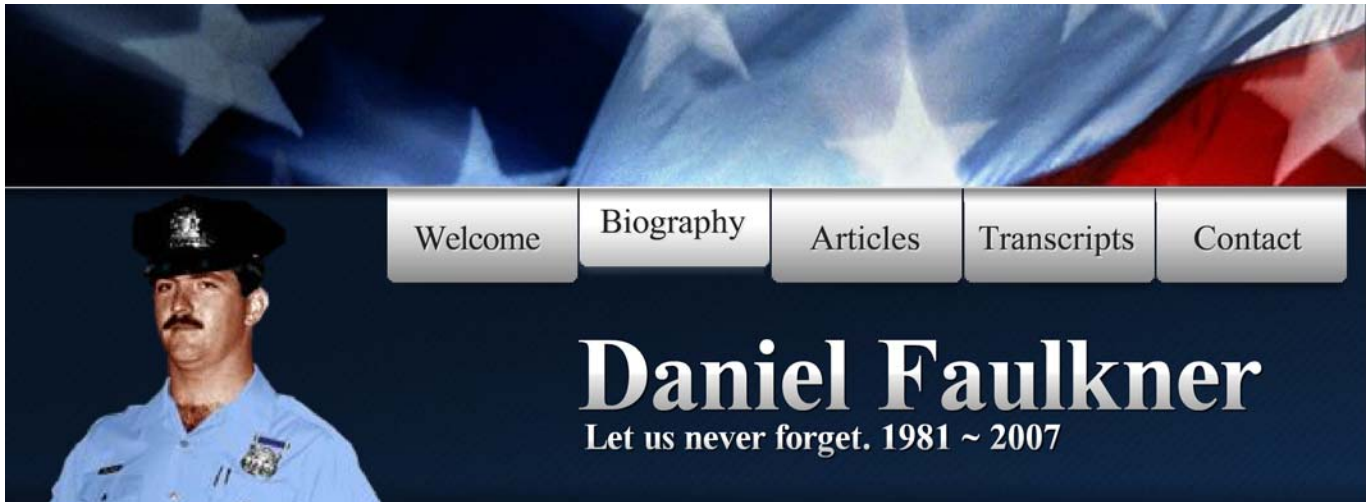 Welcome Biography Articles Transcripts Contact
Daniel Faulkner
Let us never forget. 1981 ~ 2007